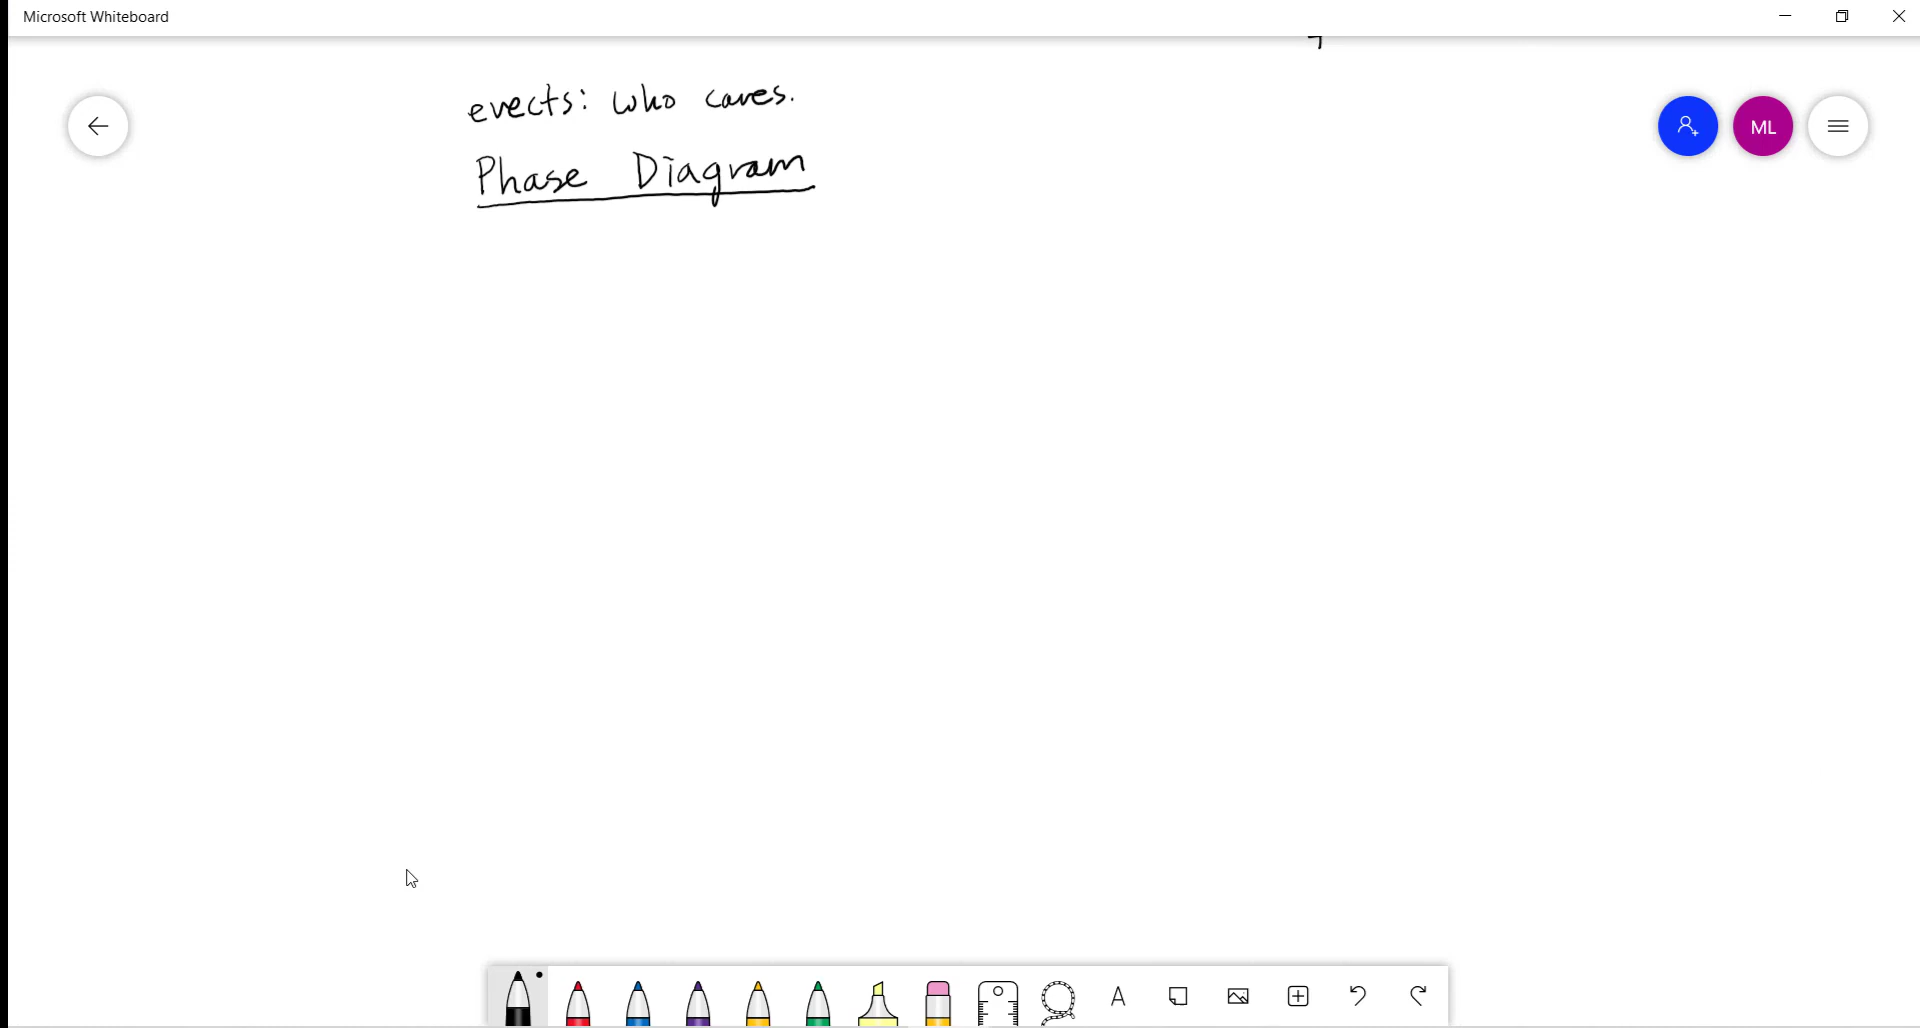 Microsoft Whiteboard
evects: who cares.
ML
Phase Diagram
A